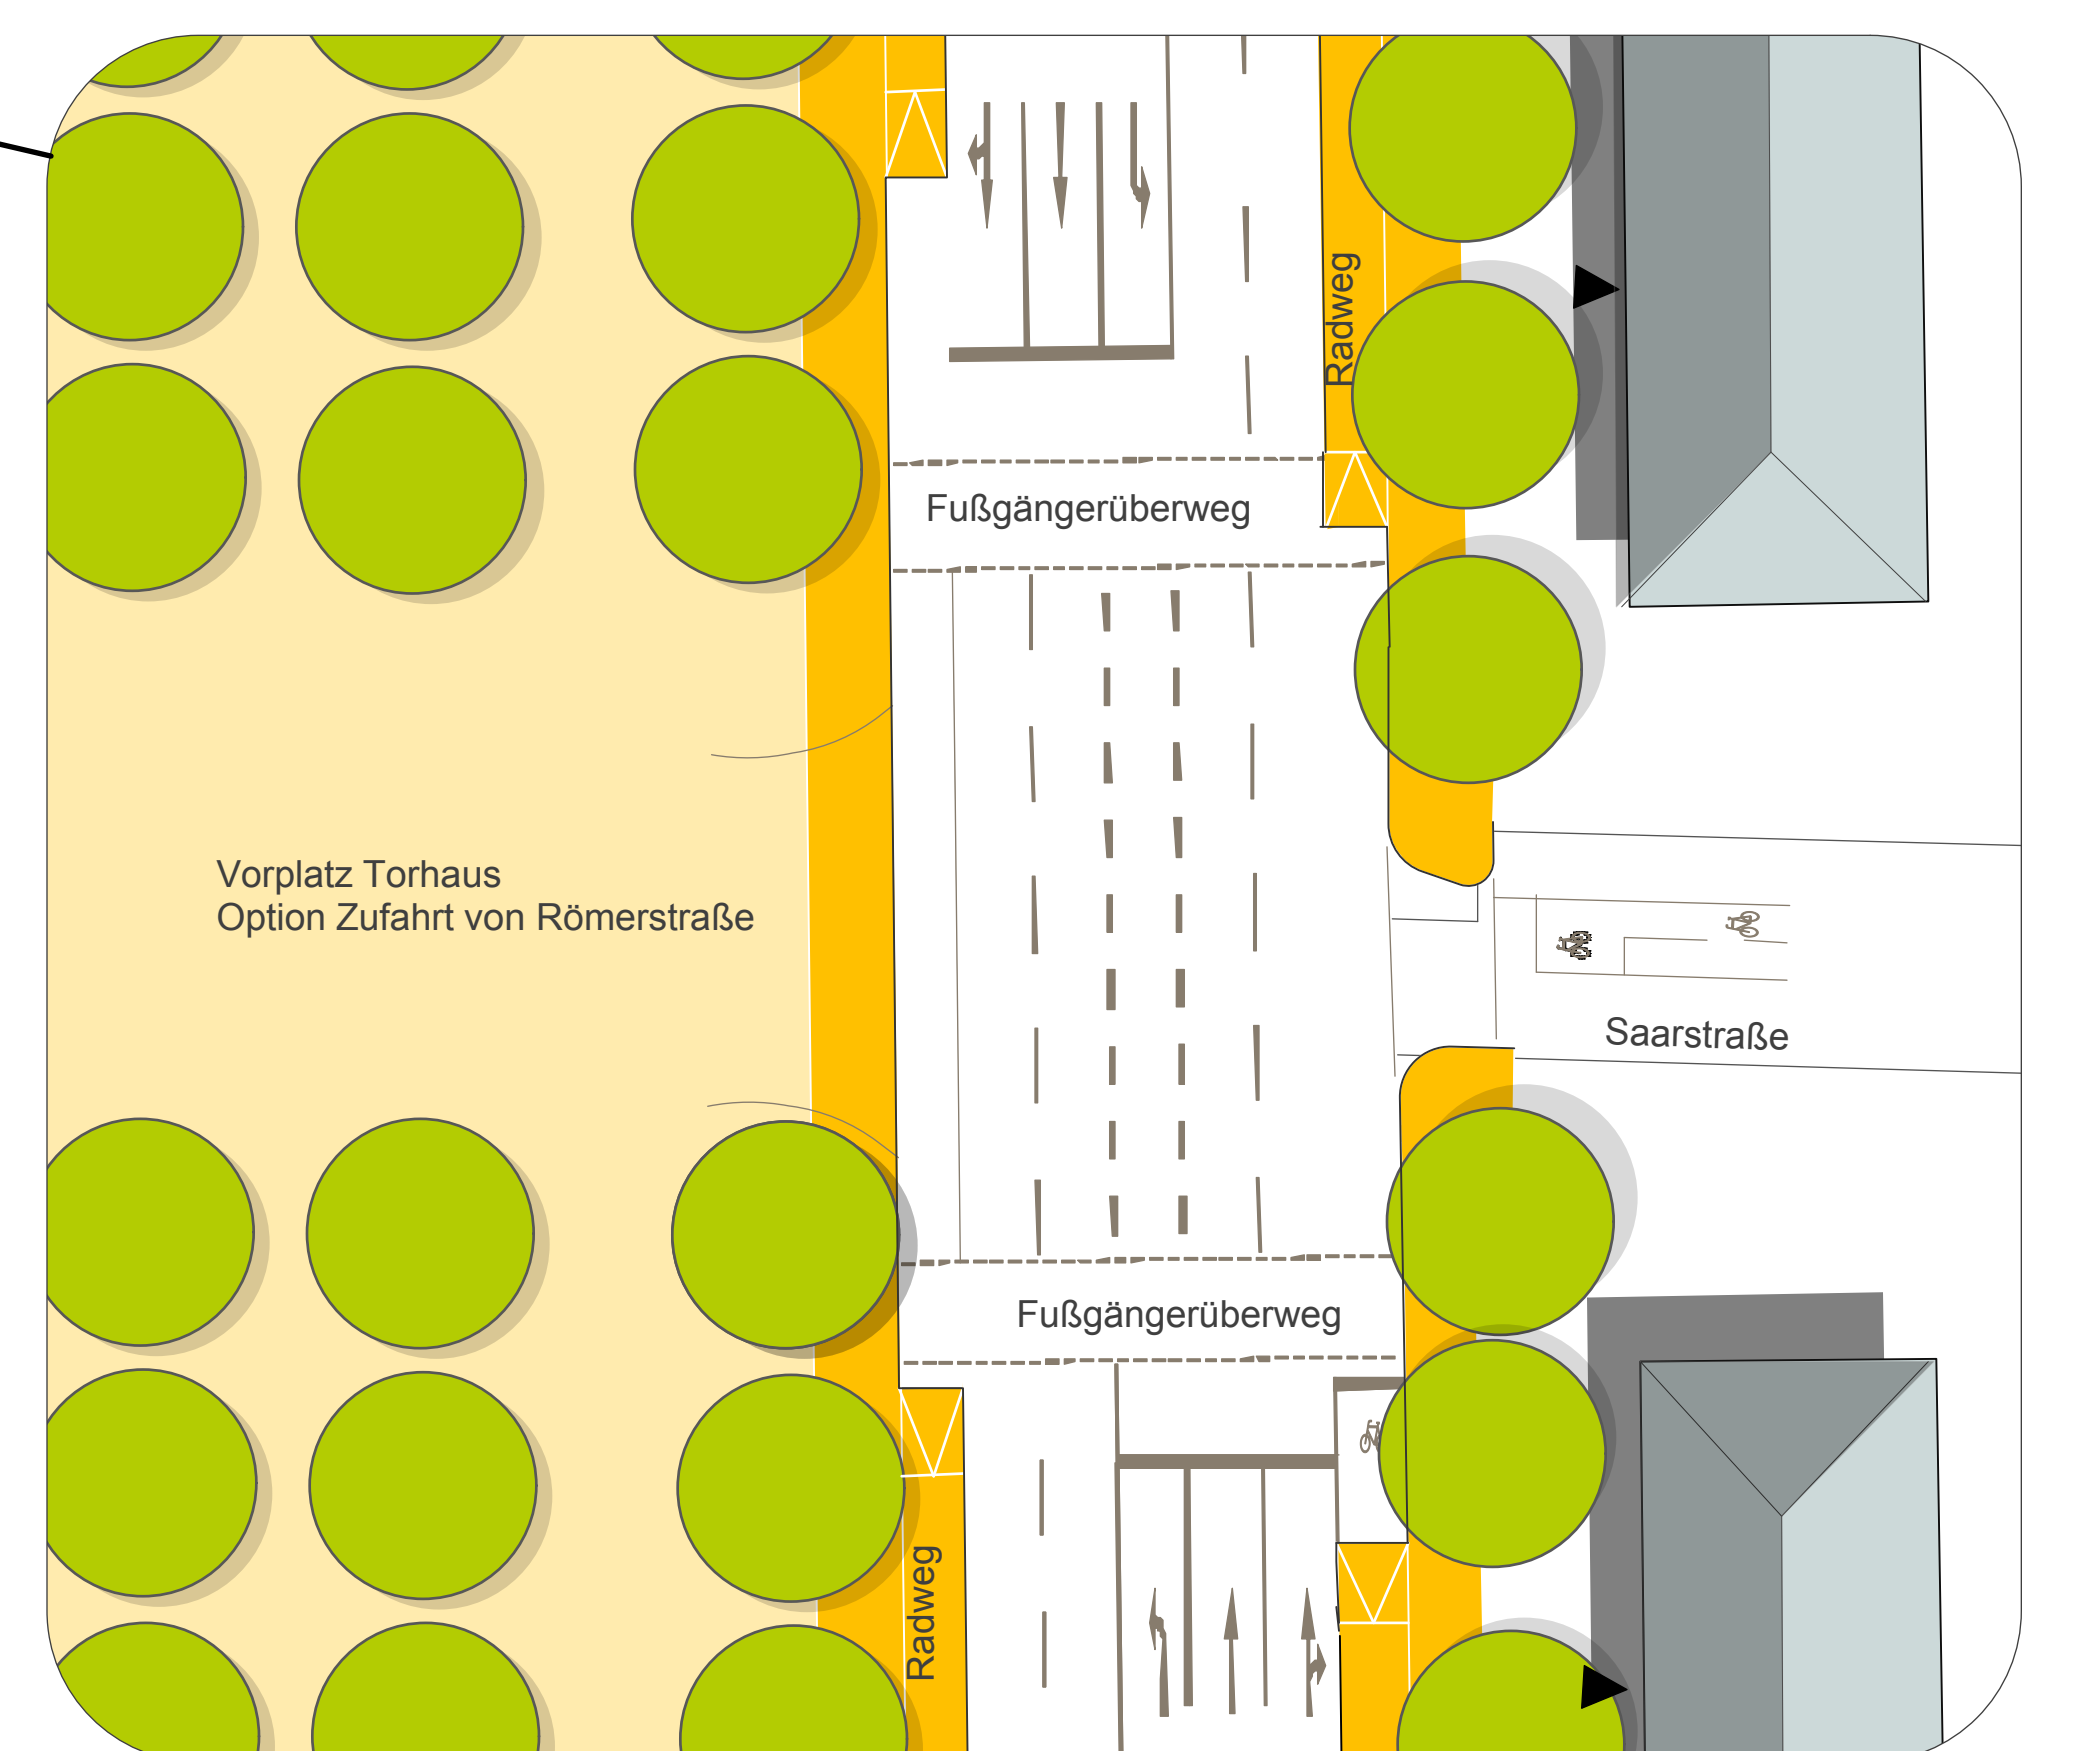 Radweg
Fußgängerüberweg
Vorplatz Torhaus
Option Zufahrt von Römerstraße
Saarstraße
Fußgängerüberweg
Radweg